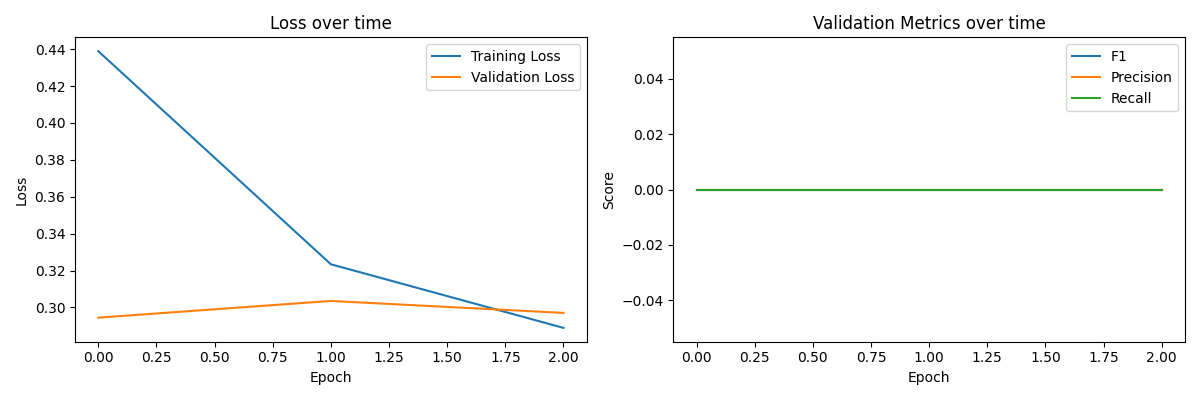 Loss over time
Training Loss
Validation Loss
0.44
0.42
0.40
0.38
0.36
0.34
0.32
0.30
Loss
0.00 0.25 0.50 0.75 1.00 1.25 1.50 1.75 2.00
Epoch
Validation Metrics over time
F1
Precision
Recall
0.04
0.02
0.00
−0.02
−0.04
Score
0.00 0.25 0.50 0.75 1.00 1.25 1.50 1.75 2.00
Epoch